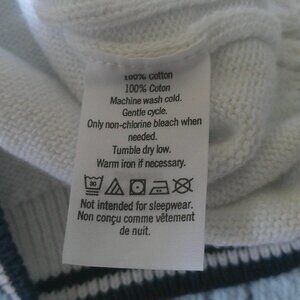 100% Cotton
100% Coton
Machine wash cold.
Gentle cycle.
Only non-chlorine bleach when
needed.
Tumble dry low.
Warm iron if necessary.
30
Not intended for sleepwear.
Non conçu comme vêtement
de nuit.